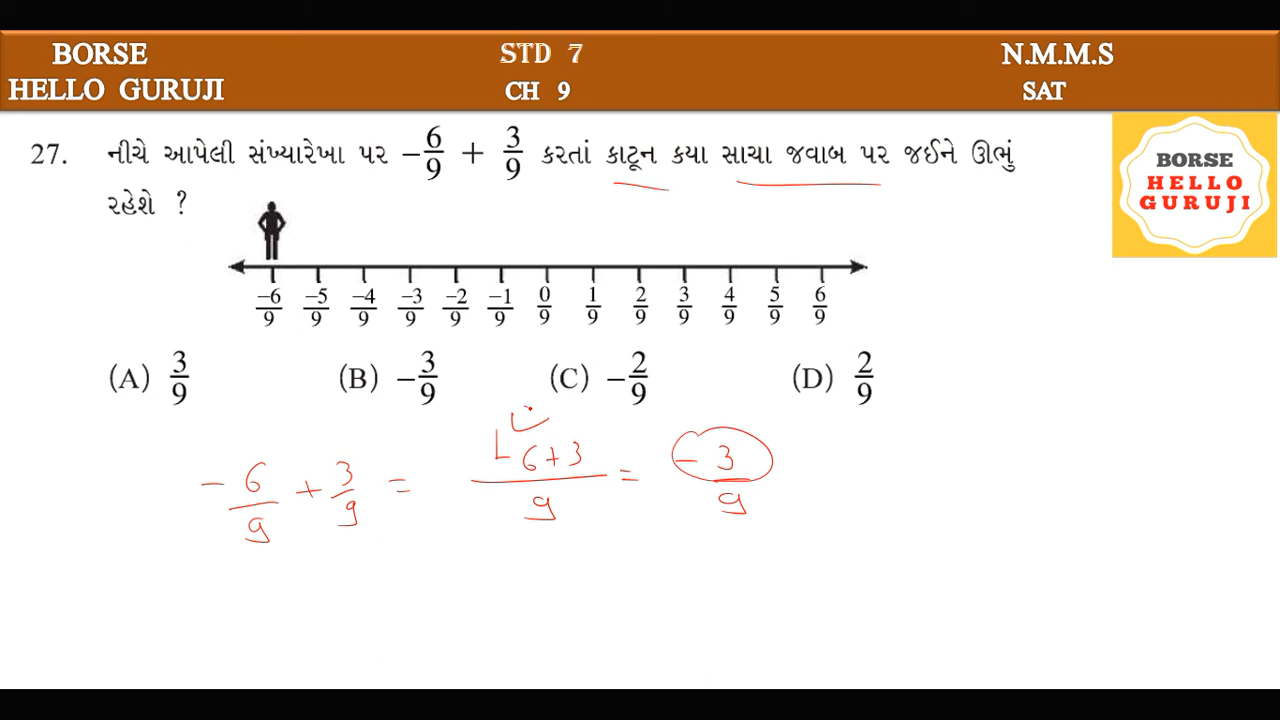 BORSE STD 7 N.M.M.S
HELLO GURUJI CH 9 SAT
27. નીચે આપેલી સંખ્યારેખા પર -6/9 + 3/9 કરતાં કાટૂન કયા સાચા જવાબ પર જઈને ઊભું
રહેશે ?
BORSE
HELLO
GURUJI
-6/9 -5/9 -4/9 -3/9 -2/9 -1/9 0/9 1/9 2/9 3/9 4/9 5/9 6/9
(A) 3/9 (B) -3/9 (C) -2/9 (D) 2/9
-6/9 + 3/9 = -6+3/9 = -3/9